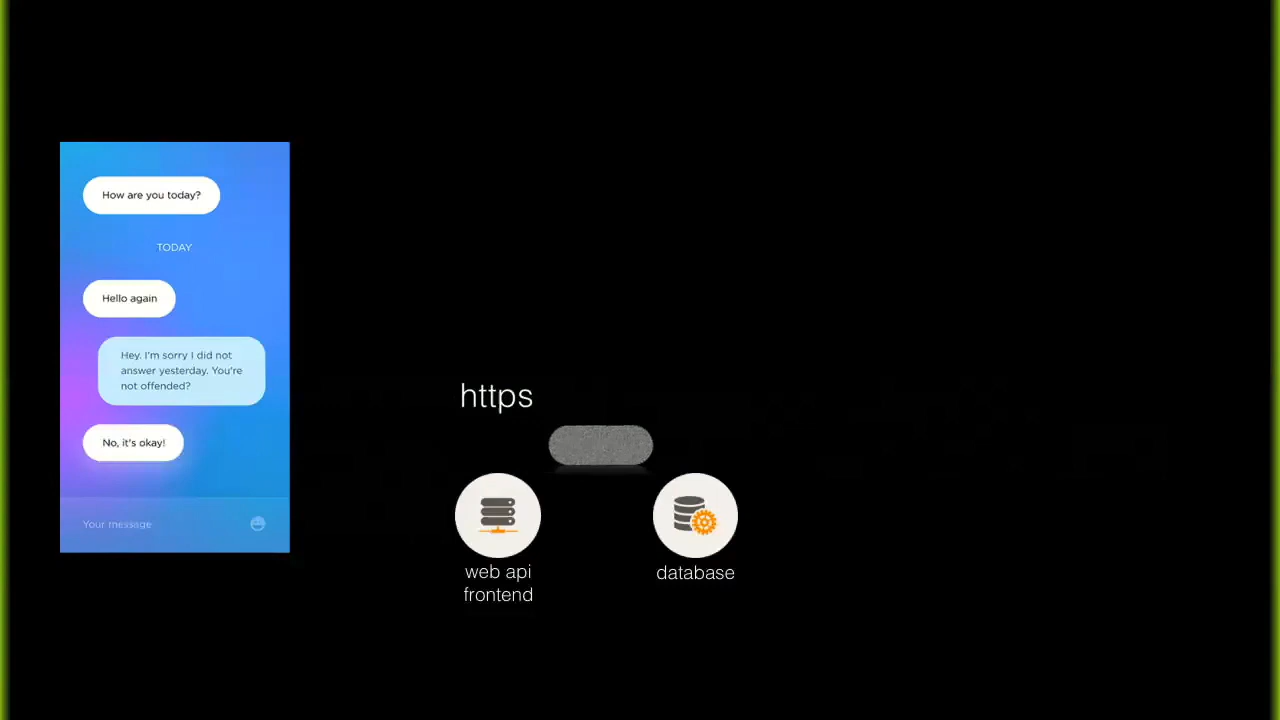 How are you today?
TODAY
Hello again
Hey. I'm sorry I did not
answer yesterday. You're
not offended?
No, it's okay!
Your message
https
web api
frontend
database